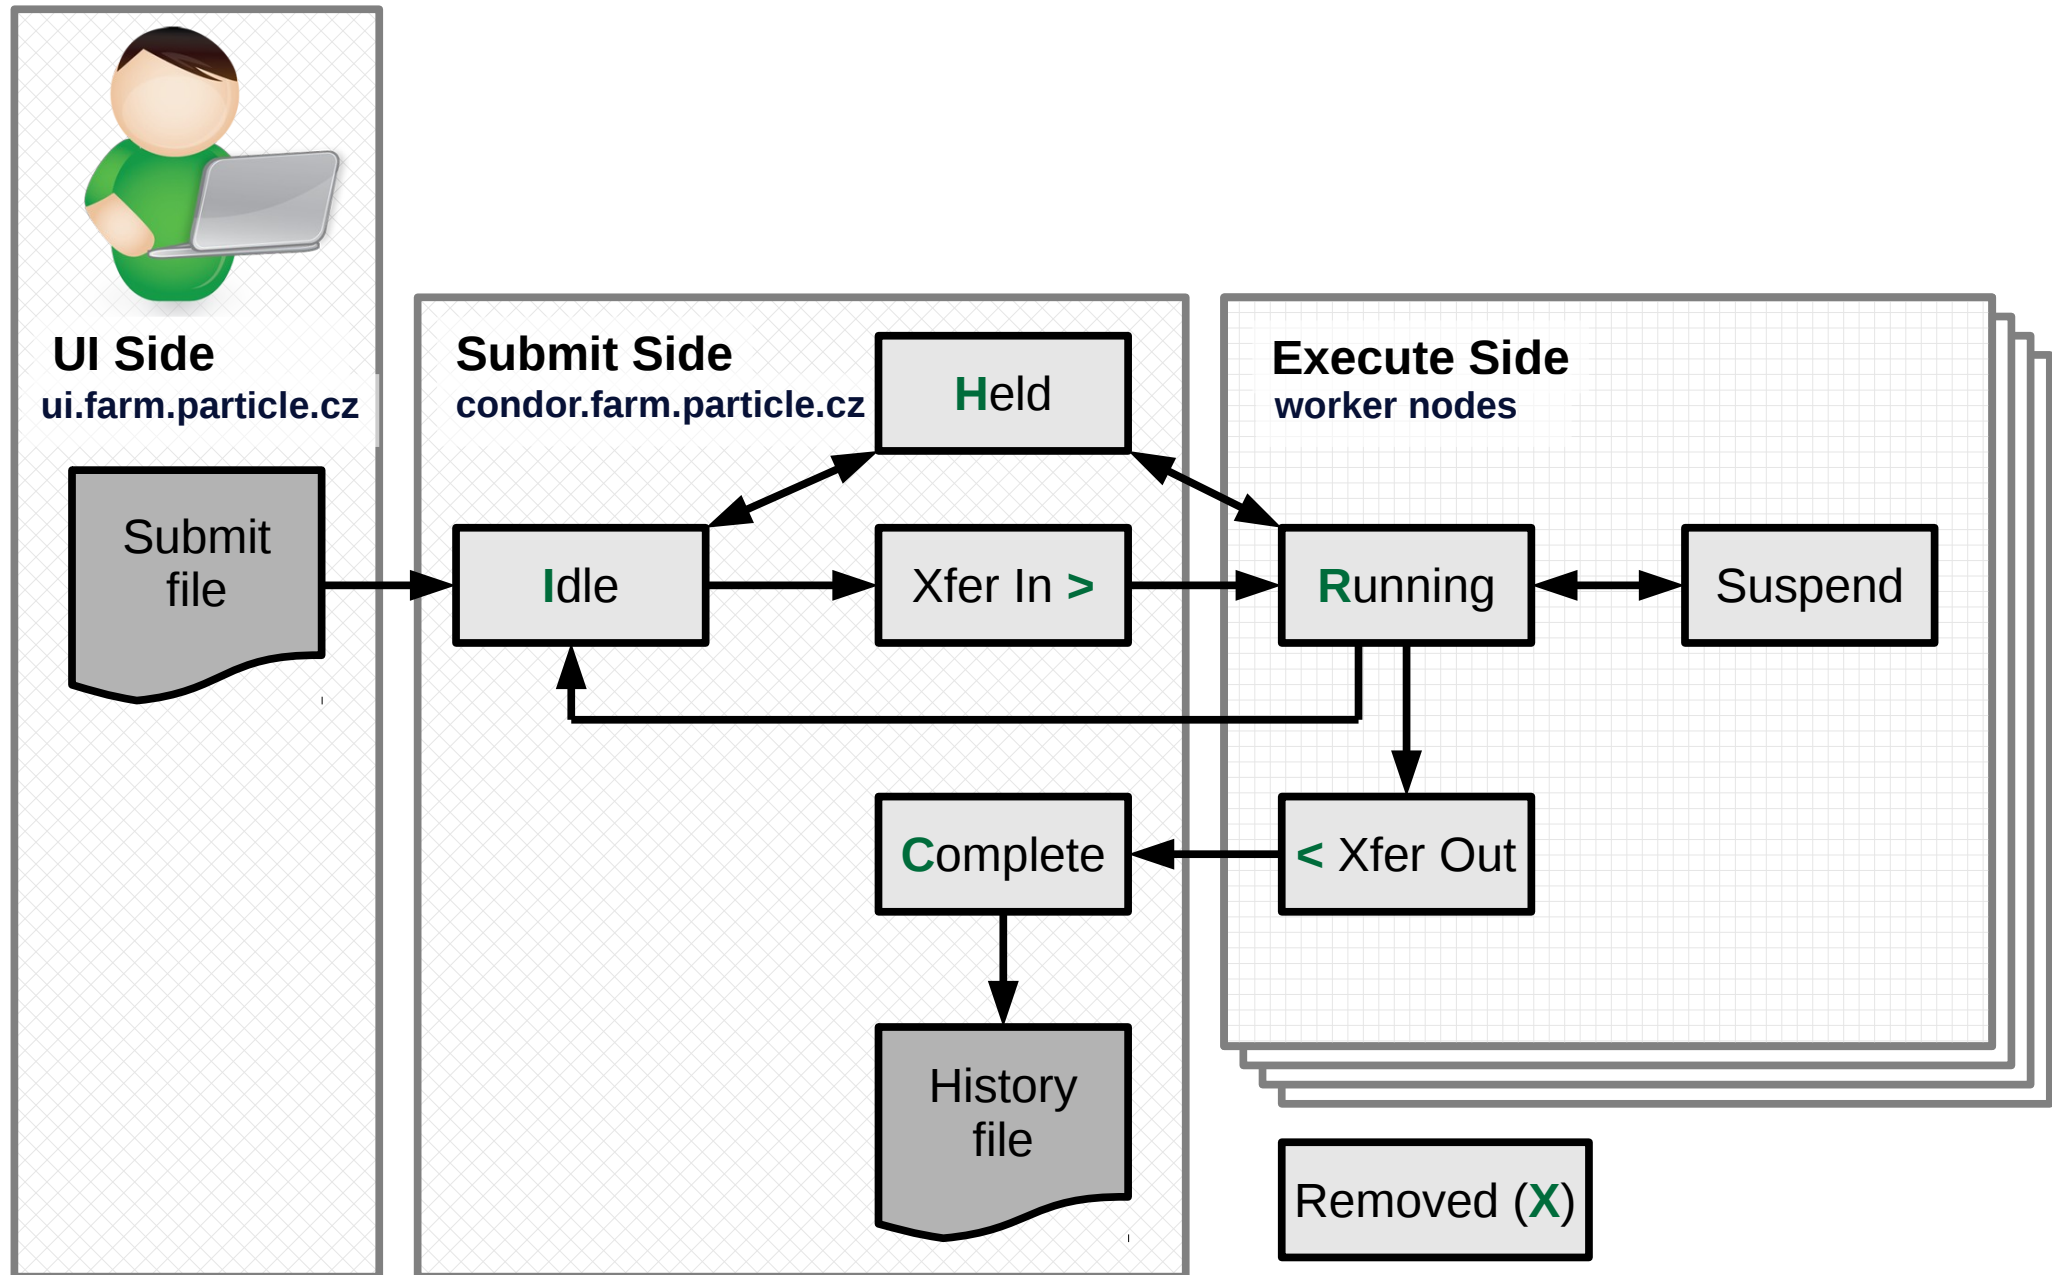 UI Side
ui.farm.particle.cz
Submit
file
Submit Side
condor.farm.particle.cz
Held
Idle
Xfer In >
Complete
History
file
Execute Side
worker nodes
Running
Suspend
< Xfer Out
Removed (X)